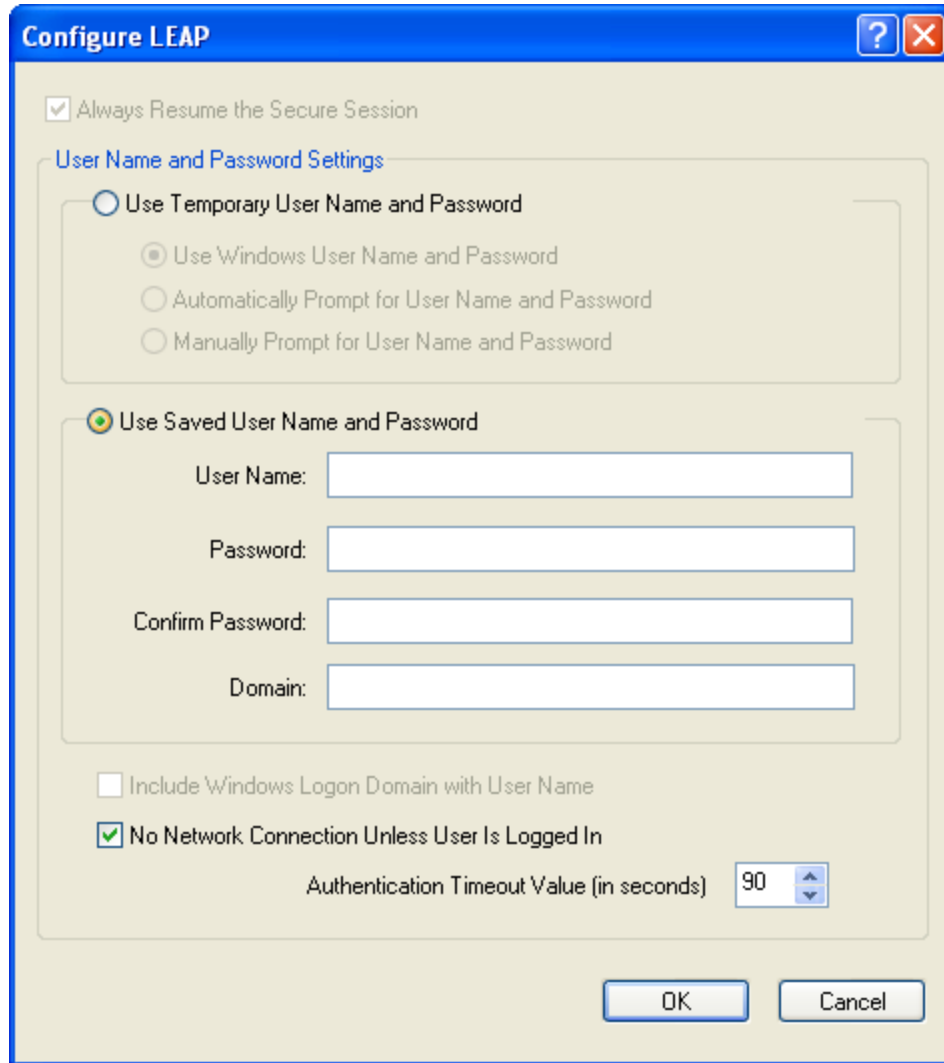 Configure LEAP
Always Resume the Secure Session
User Name and Password Settings
Use Temporary User Name and Password
Use Windows User Name and Password
Automatically Prompt for User Name and Password
Manually Prompt for User Name and Password
Use Saved User Name and Password
User Name:
Password:
Confirm Password:
Domain:
Include Windows Logon Domain with User Name
No Network Connection Unless User Is Logged In
Authentication Timeout Value (in seconds) 90
OK Cancel